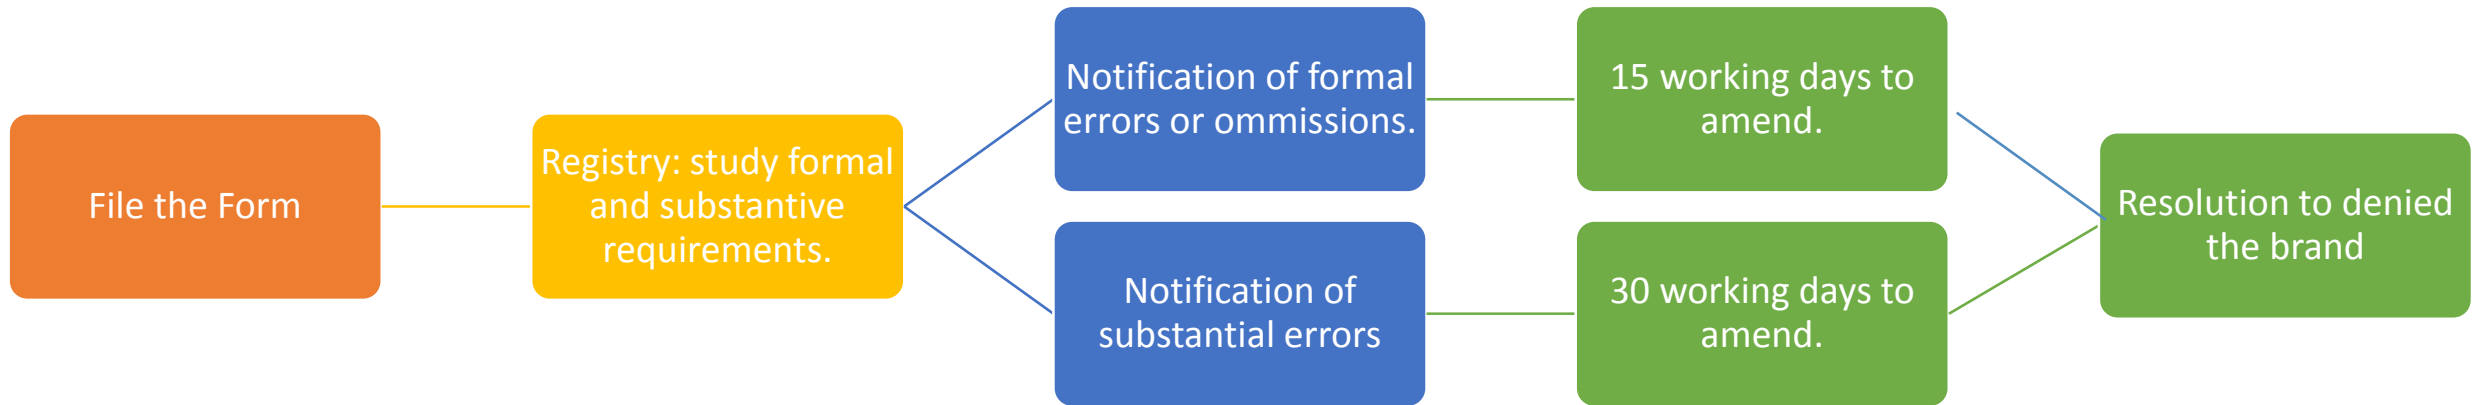 File the Form
Registry: study formal
and substantive
requirements.
Notification of formal
errors or ommissions.
15 working days to
amend.
Notification of
substantial errors
30 working days to
amend.
Resolution to denied
the brand